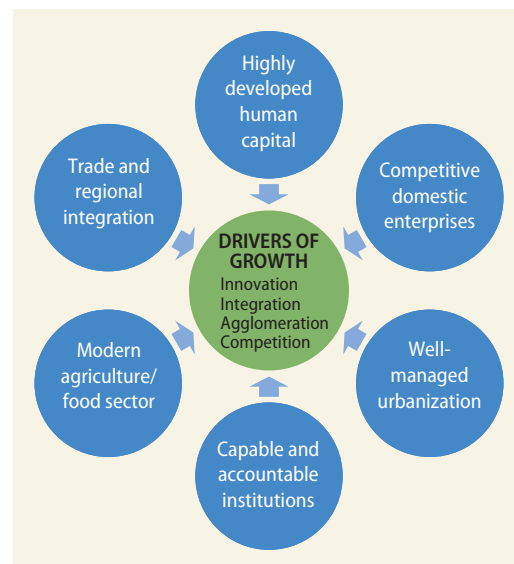 Highly
developed
human
capital
Trade and
regional
integration
Competitive
domestic
enterprises
DRIVERS OF
GROWTH
Innovation
Integration
Agglomeration
Competition
Modern
agriculture/
food sector
Well-
managed
urbanization
Capable and
accountable
institutions